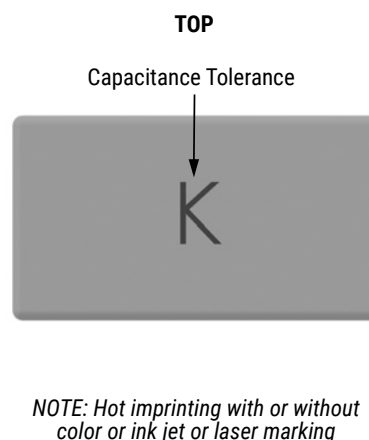 TOP
Capacitance Tolerance
K
NOTE: Hot imprinting with or without
color or ink jet or laser marking